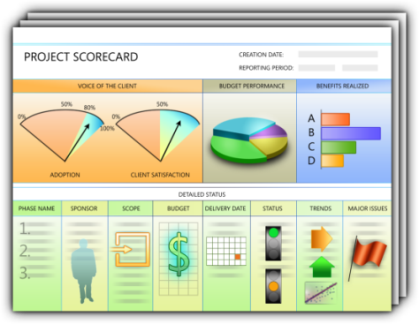 PROJECT SCORECARD
CREATION DATE:
REPORTING PERIOD:
VOICE OF THE CLIENT
BUDGET PERFORMANCE
BENEFITS REALIZED
0%
50%
80%
100%
ADOPTION
0%
50%
CLIENT SATISFACTION
A
B
C
D
DETAILED STATUS
PHASE NAME
SPONSOR
SCOPE
BUDGET
DELIVERY DATE
STATUS
TRENDS
MAJOR ISSUES
1.
2.
3.
$